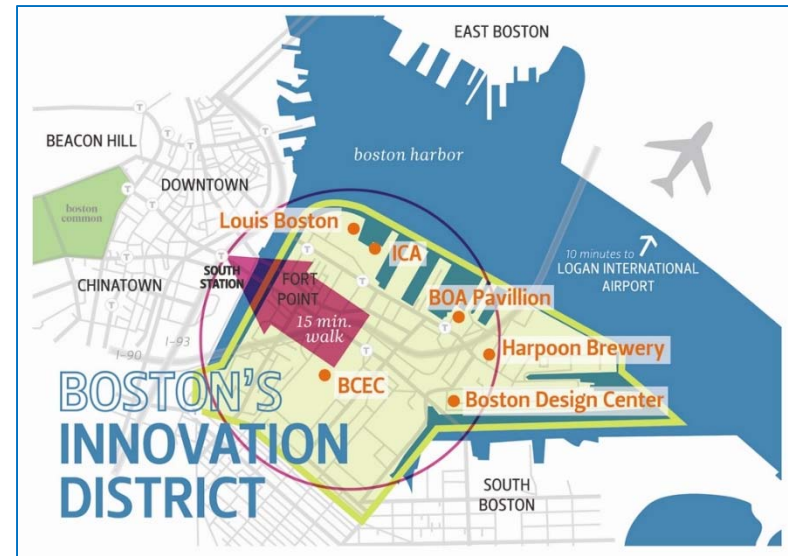 EAST BOSTON
BEACON HILL
boston harbor
DOWNTOWN
boston
common
Louis Boston
ICA
10 minutes to
LOGAN INTERNATIONAL
AIRPORT
CHINATOWN
SOUTH
STATION
FORT
POINT
BOA Pavillion
15 min.
walk
I-90
I-93
Harpoon Brewery
BCEC
Boston Design Center
BOSTON'S
INNOVATION
DISTRICT
SOUTH
BOSTON
T
T
T
T
T
T
T
T
T
T
T
T